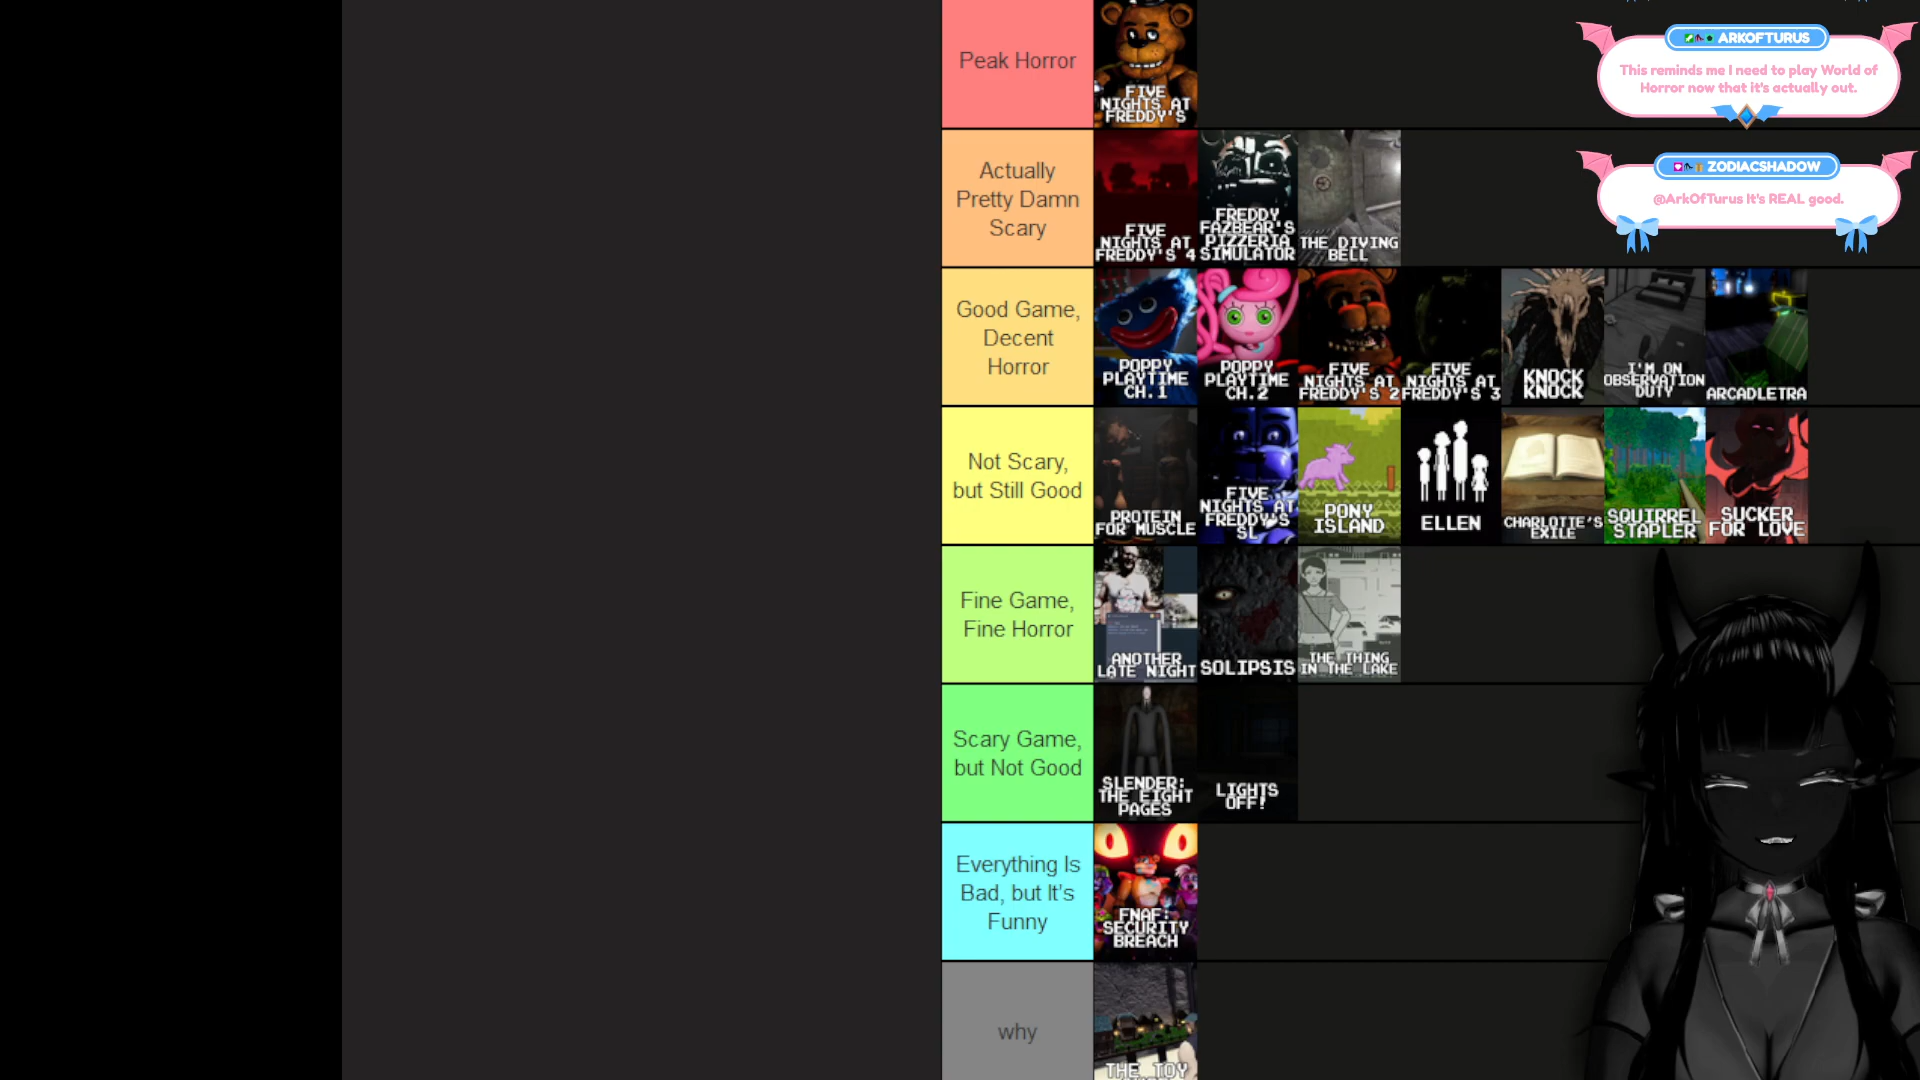 Peak Horror
FIVE
NIGHTS AT
FREDDY'S
Actually
Pretty Damn
Scary
FIVE
NIGHTS AT
FREDDY'S 4
FREDDY
FAZBEAR'S
PIZZERIA
SIMULATOR
THE DIVING
BELL
Good Game,
Decent
Horror
POPPY
PLAYTIME
CH.1
POPPY
PLAYTIME
CH.2
FIVE
NIGHTS AT
FREDDY'S 2
FIVE
NIGHTS AT
FREDDY'S 3
KNOCK
KNOCK
I'M ON
OBSERVATION
DUTY
ARCADLETRA
Not Scary,
but Still Good
PROTEIN
FOR MUSCLE
FIVE
NIGHTS AT
FREDDY'S
SL
PONY
ISLAND
ELLEN
CHARLOTTE'S
EXILE
SQUIRREL
STAPLER
SUCKER
FOR LOVE
Fine Game,
Fine Horror
ANOTHER
LATE NIGHT
SOLIPSIS
THE THING
IN THE LAKE
Scary Game,
but Not Good
SLENDER:
THE EIGHT
PAGES
LIGHTS
OFF!
Everything Is
Bad, but It's
Funny
FNAF:
SECURITY
BREACH
why
THE TOY
ARKOFTURUS
This reminds me I need to play World of
Horror now that it's actually out.
ZODIACSHADOW
@ArkOfTurus It's REAL good.